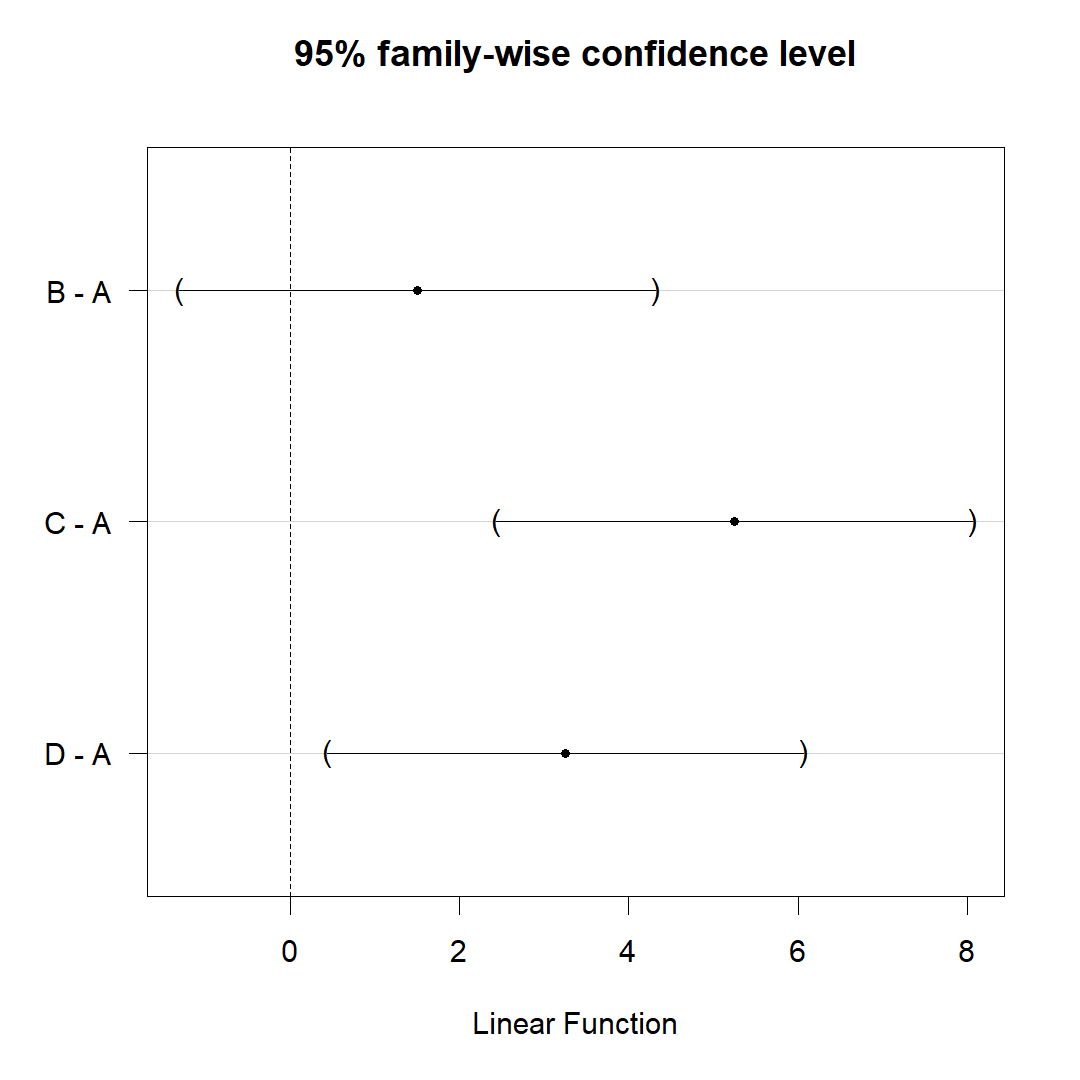 95% family-wise confidence level
B - A
C - A
D - A
0 2 4 6 8
Linear Function